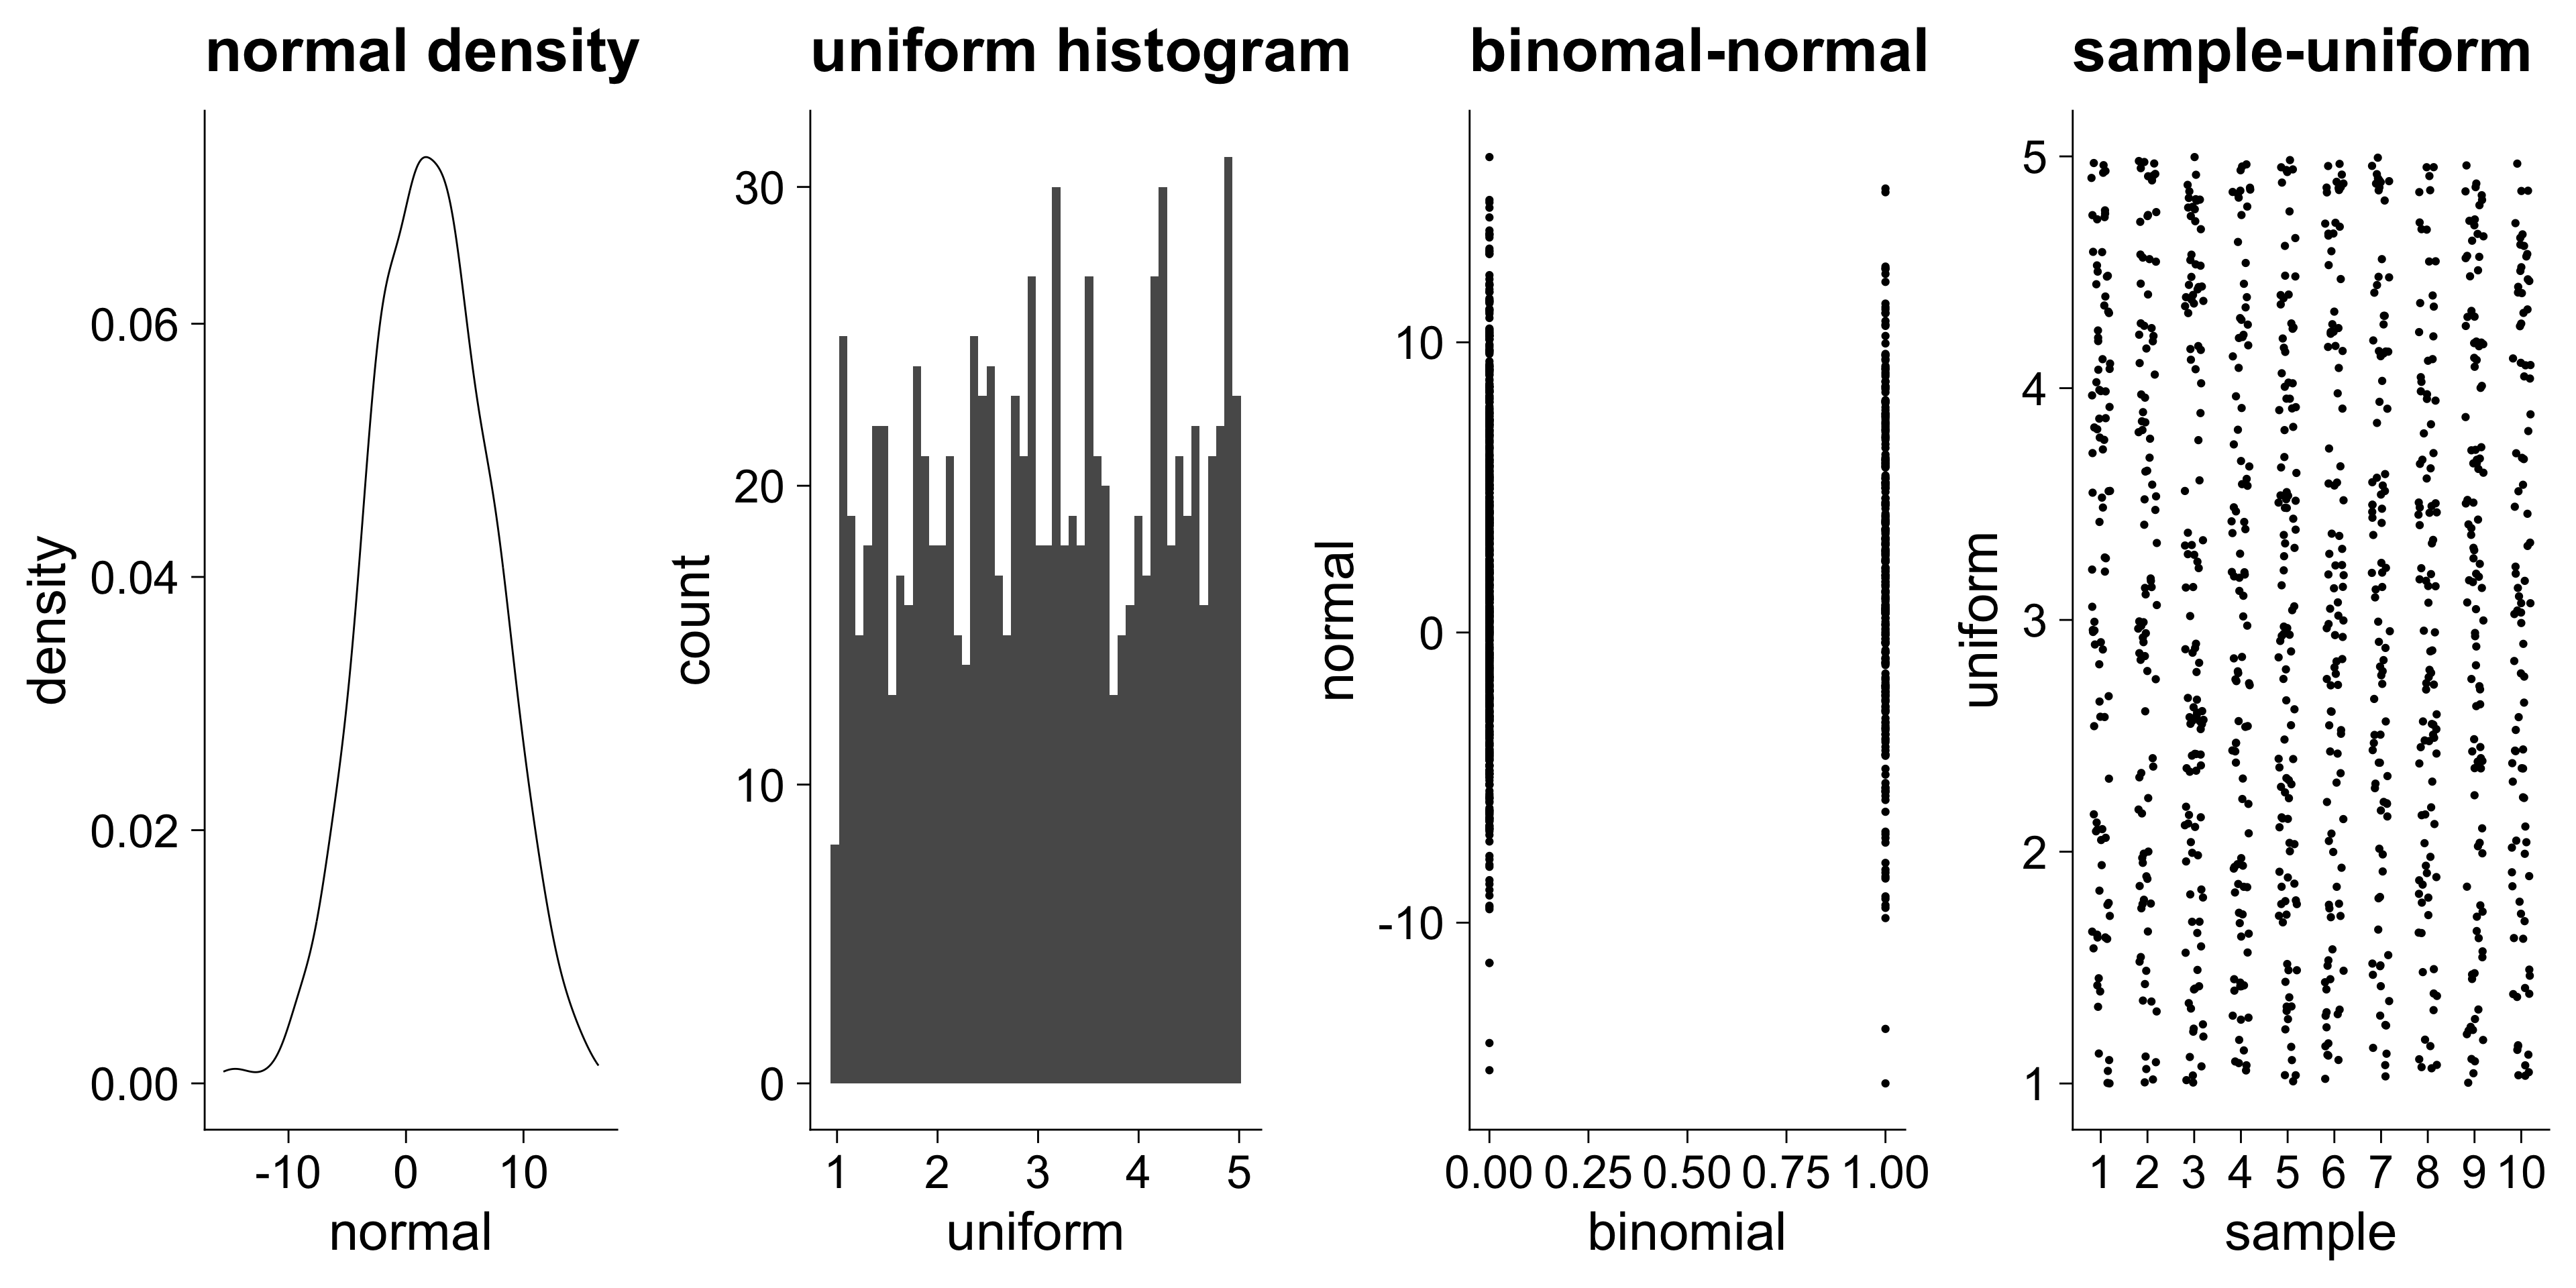 normal density
density
0.06
0.04
0.02
0.00
-10 0 10
normal
uniform histogram
count
30
20
10
0
1 2 3 4 5
uniform
binomal-normal
normal
10
0
-10
0.00 0.25 0.50 0.75 1.00
binomial
sample-uniform
uniform
5
4
3
2
1
1 2 3 4 5 6 7 8 9 10
sample